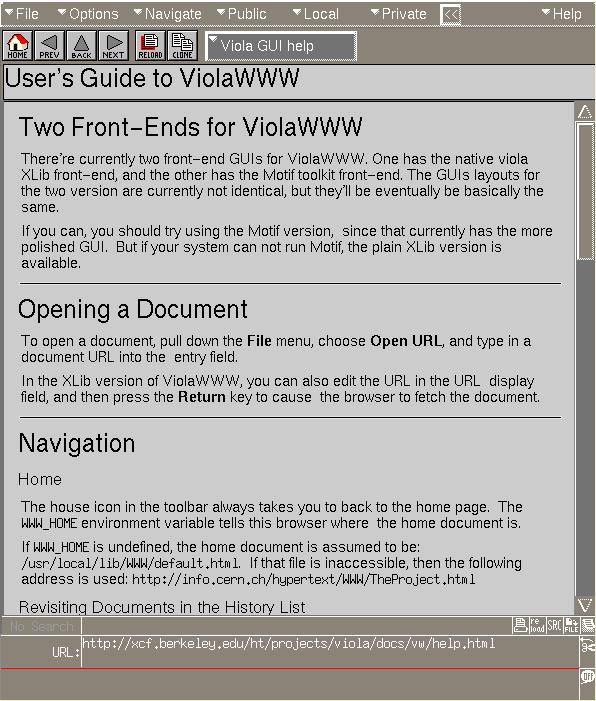 File Options Navigate Public Local Private << Help
HOME PREV BACK NEXT RELOAD CLONE Viola GUI help
User's Guide to ViolaWWW
Two Front-Ends for ViolaWWW
There're currently two front-end GUIs for ViolaWWW. One has the native viola
XLib front-end, and the other has the Motif toolkit front-end. The GUIs layouts for
the two version are currently not identical, but they'll be eventually be basically the
same.
If you can, you should try using the Motif version, since that currently has the more
polished GUI. But if your system can not run Motif, the plain XLib version is
available.
Opening a Document
To open a document, pull down the File menu, choose Open URL, and type in a
document URL into the entry field.
In the XLib version of ViolaWWW, you can also edit the URL in the URL display
field, and then press the Return key to cause the browser to fetch the document.
Navigation
Home
The house icon in the toolbar always takes you to back to the home page. The
WWW_HOME environment variable tells this browser where the home document is.
If WWW_HOME is undefined, the home document is assumed to be:
/usr/local/lib/WWW/default.html. If that file is inaccessible, then the following
address is used: http://info.cern.ch/hypertext/WWW/TheProject.html
Revisiting Documents in the History List
No Search re load SRC FILE
URL: http://xcf.berkeley.edu/ht/projects/viola/docs/vw/help.html
Off